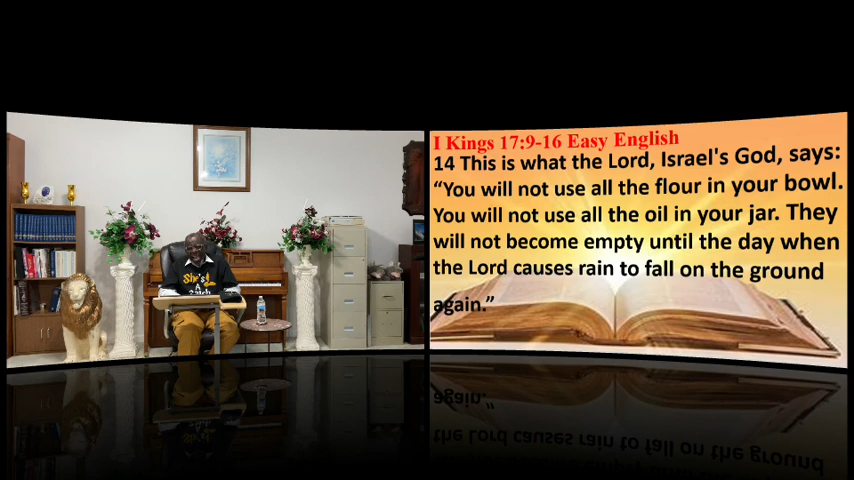 She's
A
I Kings 17:9-16 Easy English
14 This is what the Lord, Israel's God, says:
“You will not use all the flour in your bowl.
You will not use all the oil in your jar. They
will not become empty until the day when
the Lord causes rain to fall on the ground
again.”